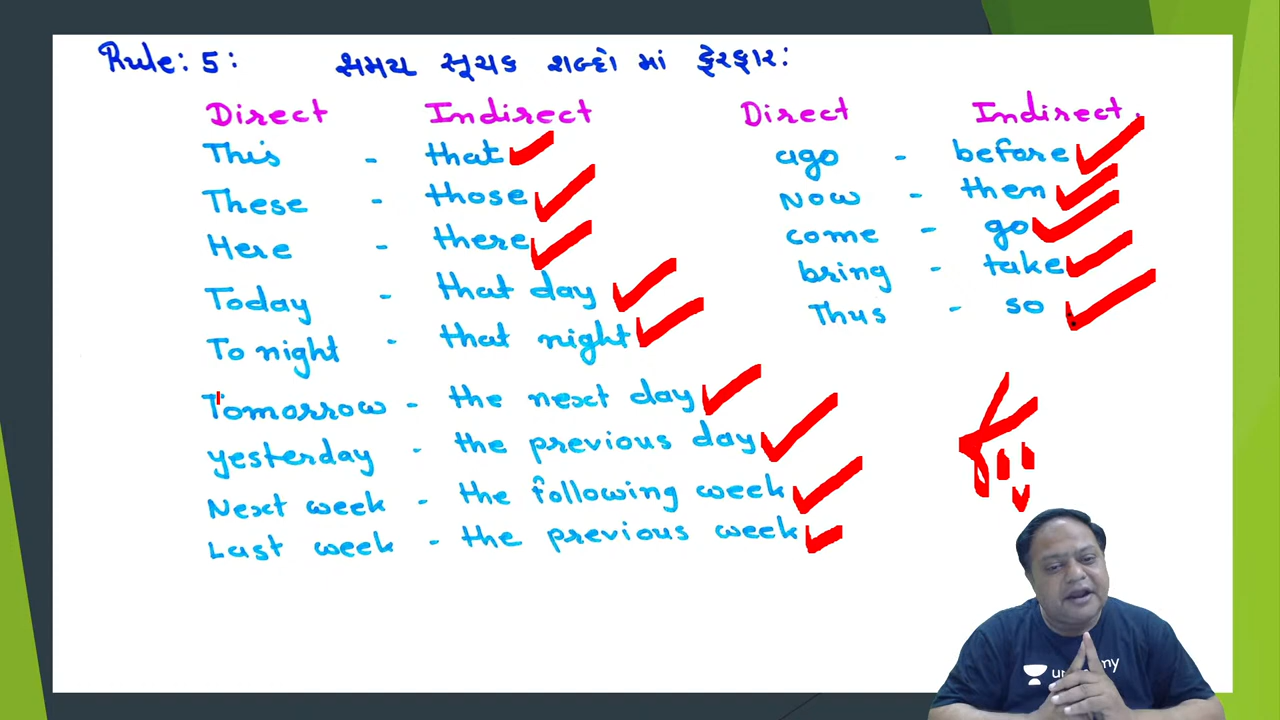 Rule: 5: સમય સૂચક શબ્દો માં ફેરફાર:
Direct Indirect
This - that
These - those
Here - there
Today - that day
To night - that night
Tomorrow - the next day
yesterday - the previous day
Next week - the following week
Last week - the previous week
Direct Indirect.
ago - before
Now - then
come - go
bring - take
Thus - so